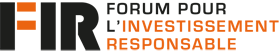 FIR
FORUM POUR
L'INVESTISSEMENT
RESPONSABLE